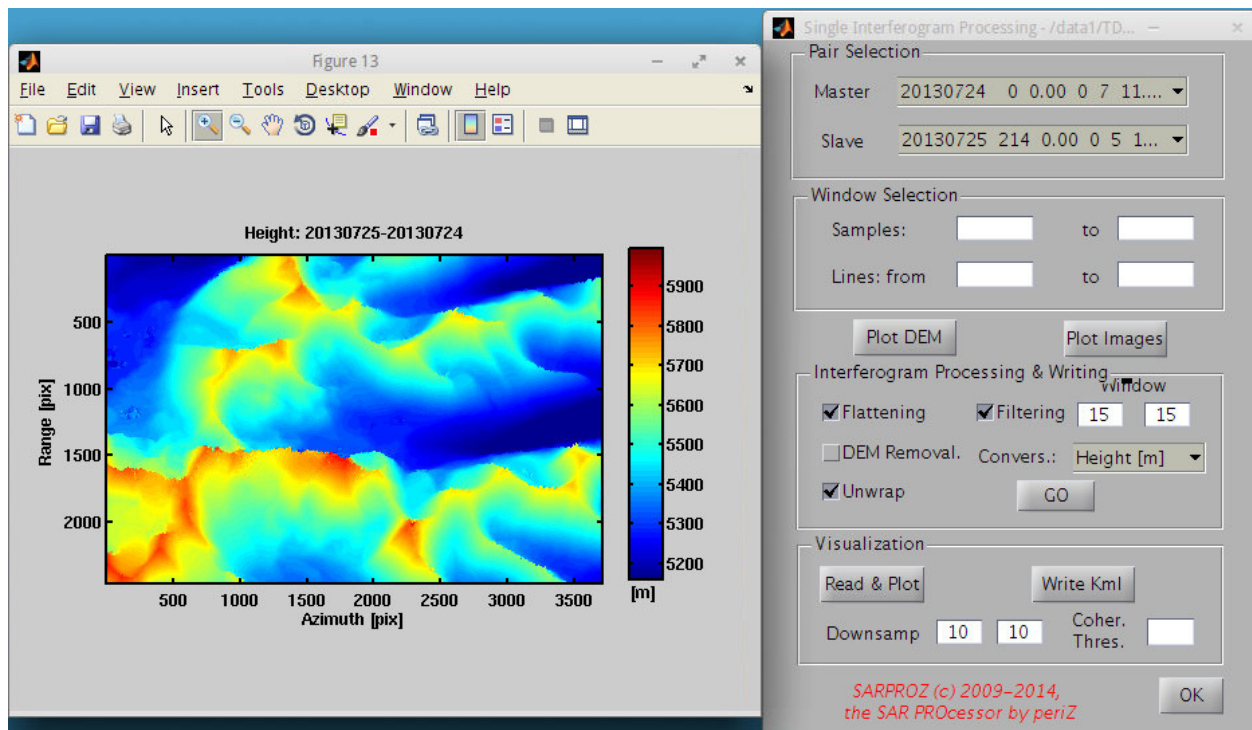 Figure 13
File Edit View Insert Tools Desktop Window Help
Height: 20130725-20130724
500
1000
1500
2000
Range [pix]
500 1000 1500 2000 2500 3000 3500
Azimuth [pix]
5900
5800
5700
5600
5500
5400
5300
5200
[m]
Single Interferogram Processing - /data1/TD...
Pair Selection
Master 20130724 0 0.00 0 7 11....
Slave 20130725 214 0.00 0 5 1...
Window Selection
Samples: to
Lines: from to
Plot DEM Plot Images
Interferogram Processing & Writing
Window
Flattening Filtering 15 15
DEM Removal. Convers.: Height [m]
Unwrap GO
Visualization
Read & Plot Write Kml
Downsamp 10 10 Coher.
Thres.
SARPROZ (c) 2009-2014,
the SAR PROcessor by periZ
OK